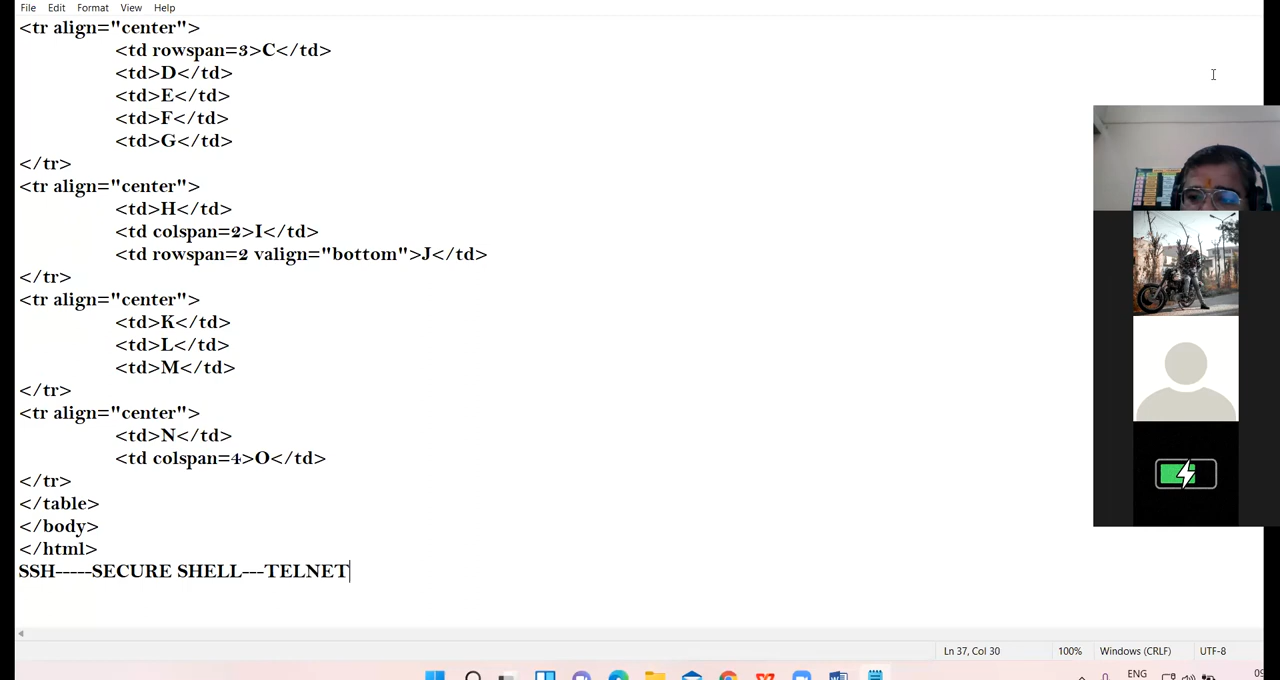 File Edit Format View Help
<tr align="center">
<td rowspan=3>C</td>
<td>D</td>
<td>E</td>
<td>F</td>
<td>G</td>
</tr>
<tr align="center">
<td>H</td>
<td colspan=2>I</td>
<td rowspan=2 valign="bottom">J</td>
</tr>
<tr align="center">
<td>K</td>
<td>L</td>
<td>M</td>
</tr>
<tr align="center">
<td>N</td>
<td colspan=4>O</td>
</tr>
</table>
</body>
</html>
SSH-----SECURE SHELL---TELNET
Ln 37, Col 30 100% Windows (CRLF) UTF-8
ENG